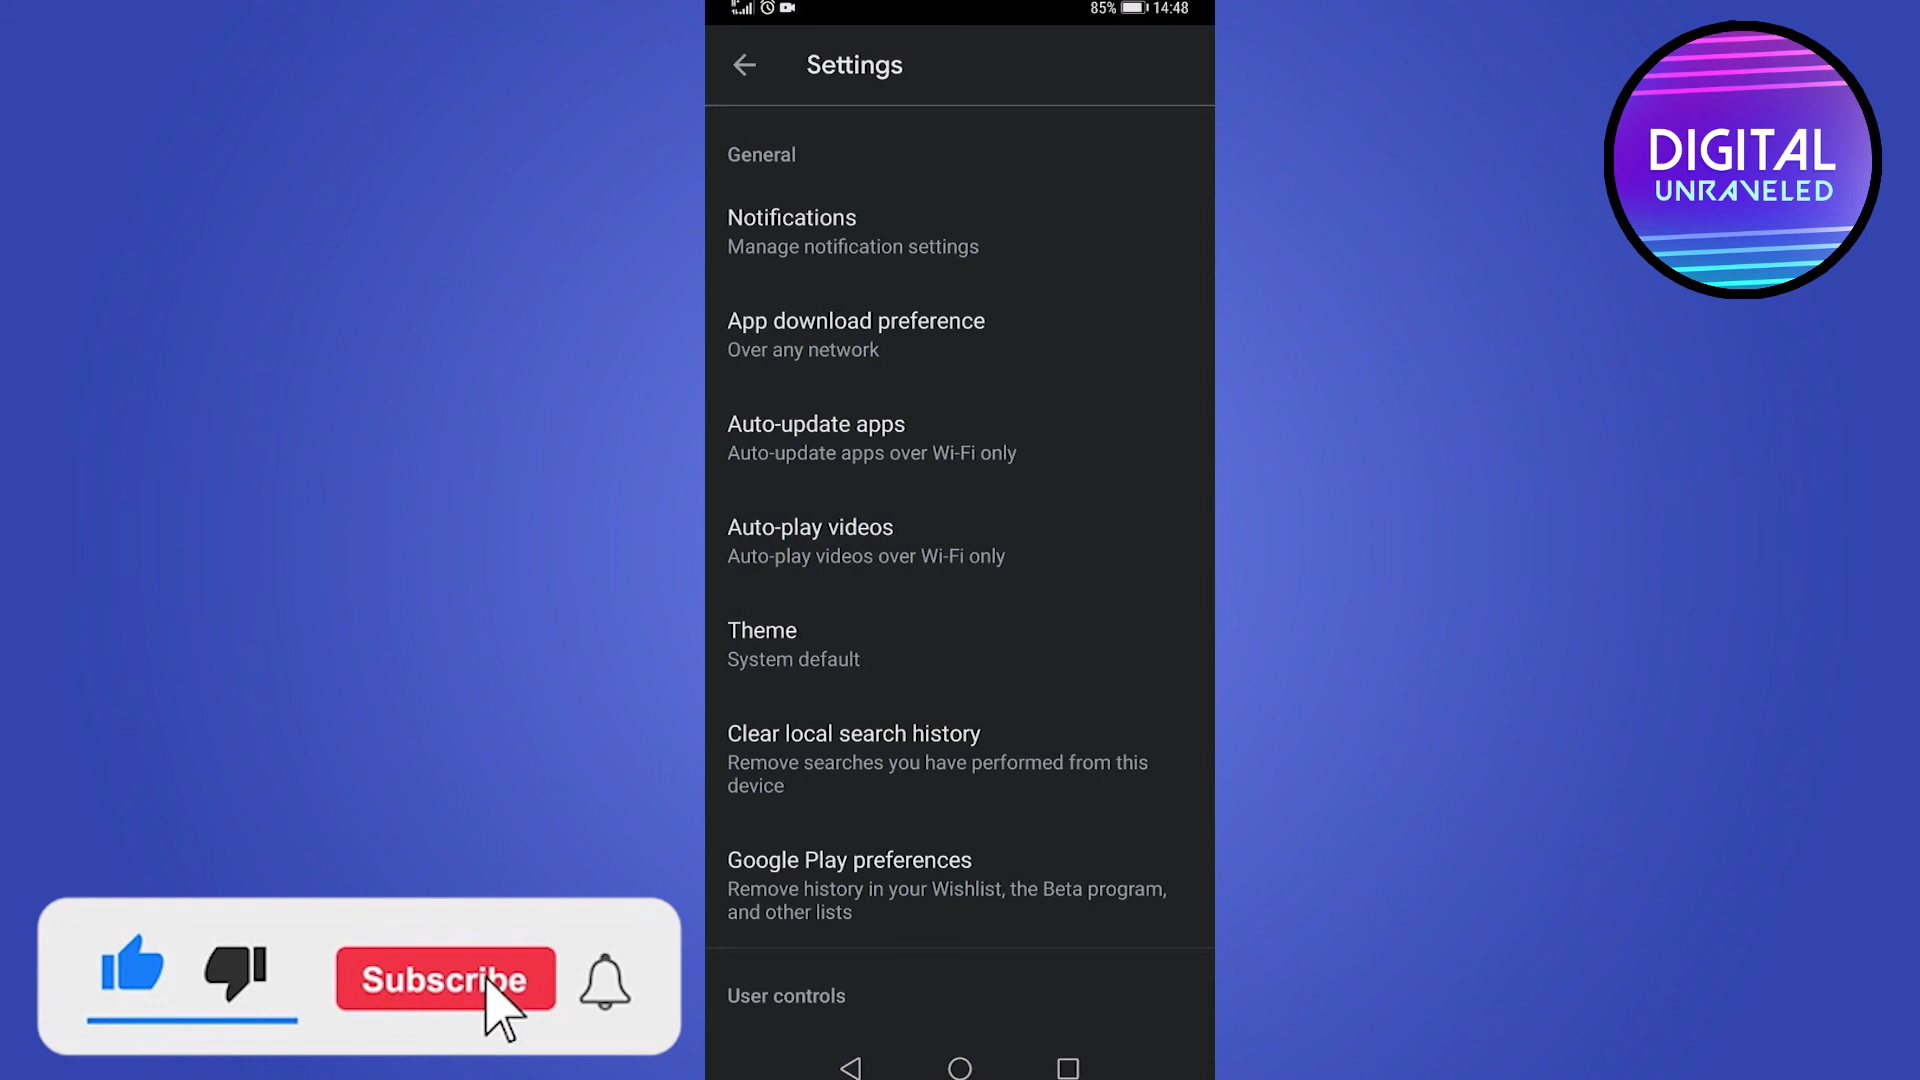 85% 14:48
Settings
DIGITAL
UNRAVELED
General
Notifications
Manage notification settings
App download preference
Over any network
Auto-update apps
Auto-update apps over Wi-Fi only
Auto-play videos
Auto-play videos over Wi-Fi only
Theme
System default
Clear local search history
Remove searches you have performed from this
device
Google Play preferences
Remove history in your Wishlist, the Beta program,
and other lists
Subscribe
User controls